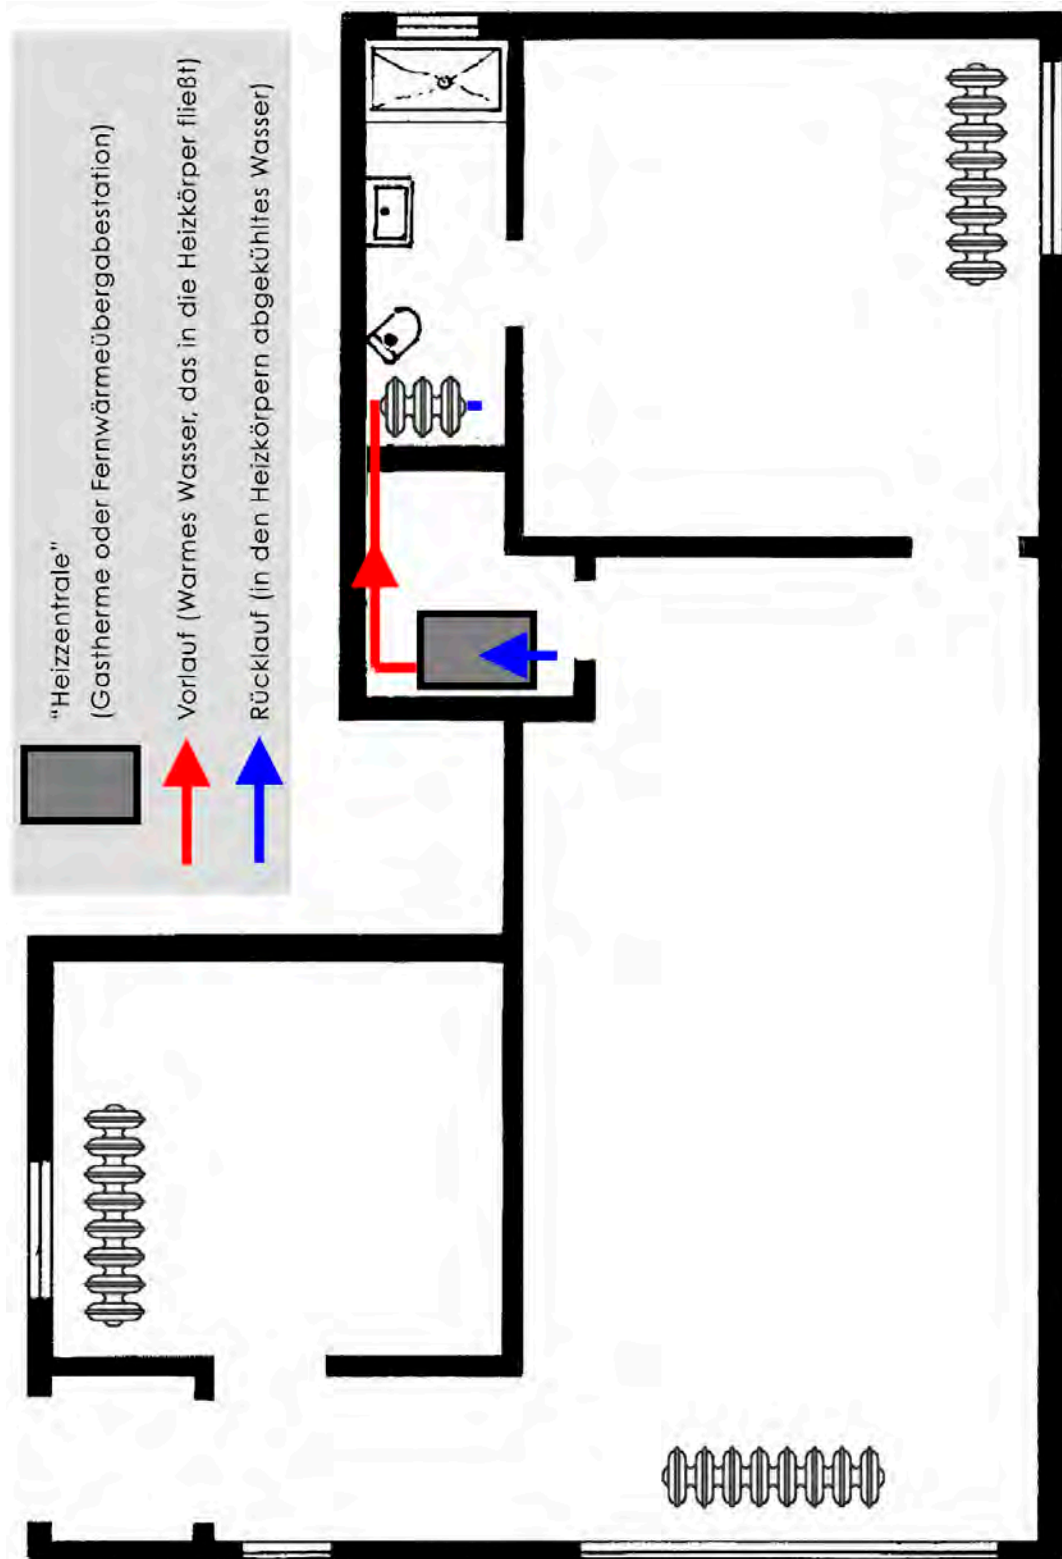 “Heizzentrale”
(Gastherme oder Fernwärmeübergabestation)
Vorlauf (Warmes Wasser, das in die Heizkörper fließt)
Rücklauf (in den Heizkörpern abgekühltes Wasser)